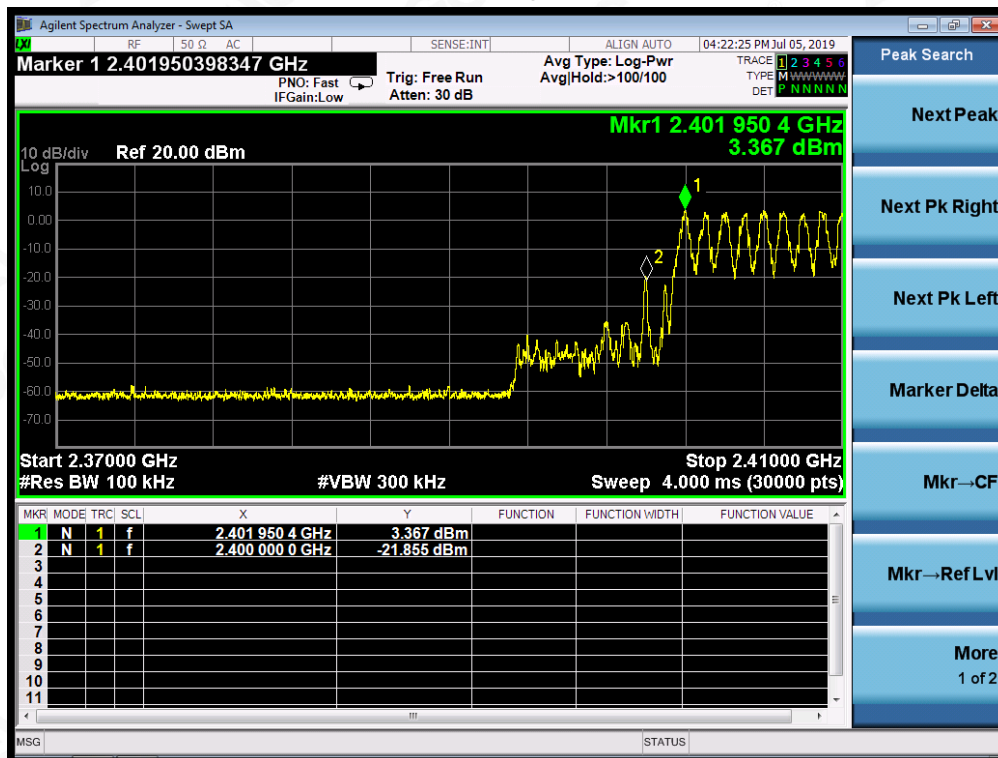 Agilent Spectrum Analyzer - Swept SA
LXI RF 50 Ω AC SENSE:INT ALIGN AUTO 04:22:25 PM Jul 05, 2019
Marker 1 2.401950398347 GHz
PNO: Fast
IFGain:Low
Trig: Free Run
Atten: 30 dB
Avg Type: Log-Pwr
Avg|Hold:>100/100
TRACE 1 2 3 4 5 6
TYPE M WWWWW
DET P N N N N N
Mkr1 2.401 950 4 GHz
3.367 dBm
10 dB/div Ref 20.00 dBm
Log
10.0
0.00
-10.0
-20.0
-30.0
-40.0
-50.0
-60.0
-70.0
1
2
Start 2.37000 GHz Stop 2.41000 GHz
#Res BW 100 kHz #VBW 300 kHz Sweep 4.000 ms (30000 pts)
MKR MODE TRC SCL X Y FUNCTION FUNCTION WIDTH FUNCTION VALUE
1 N 1 f 2.401 950 4 GHz 3.367 dBm
2 N 1 f 2.400 000 0 GHz -21.855 dBm
3
4
5
6
7
8
9
10
11
MSG STATUS
Peak Search
Next Peak
Next Pk Right
Next Pk Left
Marker Delta
Mkr→CF
Mkr→Ref Lvl
More
1 of 2